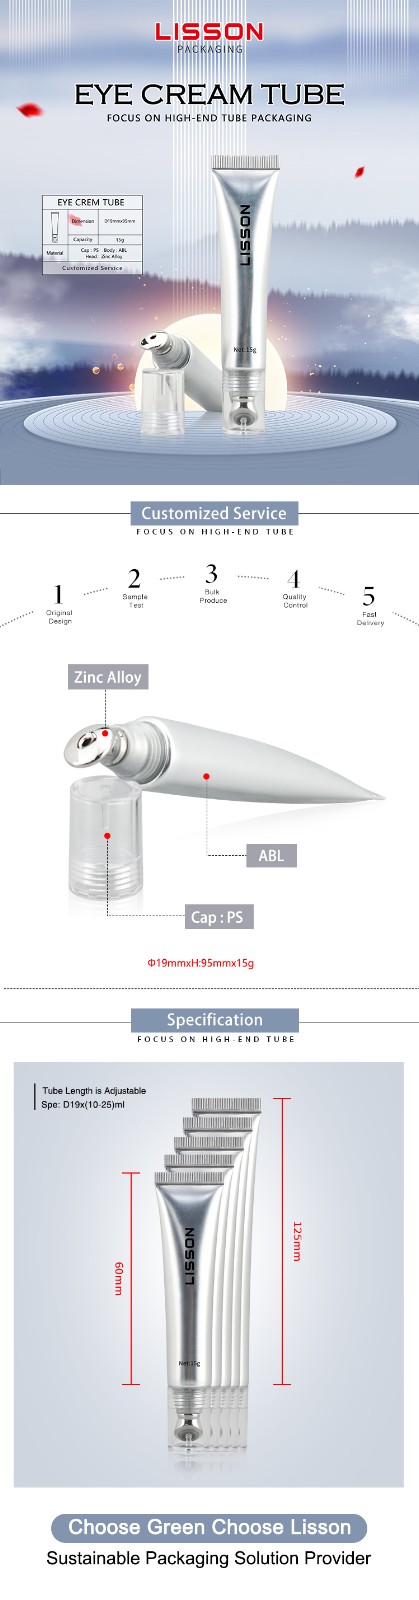 LISSON
PACKAGING
EYE CREAM TUBE
FOCUS ON HIGH-END TUBE PACKAGING
EYE CREM TUBE
Dimension D19mmx95mm
Capacity 15g
Material Cap : PS Body : ABL
Head : Zinc Alloy
Customized Service
LISSON
Net:15g
Customized Service
FOCUS ON HIGH-END TUBE
1 Original Design
2 Sample Test
3 Bulk Produce
4 Quality Control
5 Fast Delivery
Zinc Alloy
ABL
Cap : PS
Φ19mmxH:95mmx15g
Specification
FOCUS ON HIGH-END TUBE
Tube Length is Adjustable
Spe: D19x(10-25)ml
125mm
60mm
LISSON
Net:15g
Choose Green Choose Lisson
Sustainable Packaging Solution Provider